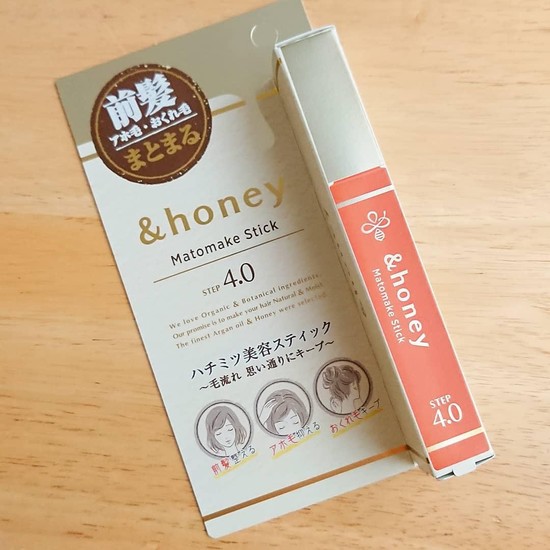 前髪
アホ毛・おくれ毛
まとまる
&honey
Matomake Stick
STEP 4.0
We love Organic & Botanical ingredients.
Our promise is to make your hair Natural & Moist.
The finest Argan oil & Honey were selected
ハチミツ美容スティック
～毛流れ 思い通りにキープ～
前髪整える
アホ毛抑える
おくれ毛キープ
&honey
Matomake Stick
STEP
4.0